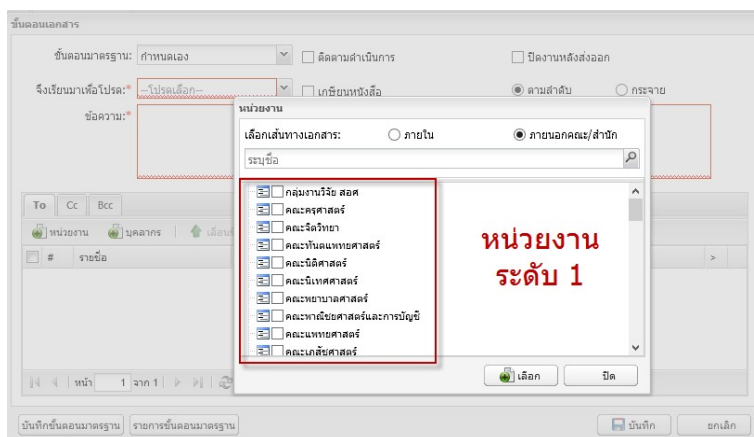 ขั้นตอนเอกสาร
ขั้นตอนมาตรฐาน: กำหนดเอง ติดตามดำเนินการ ปิดงานหลังส่งออก
จึงเรียนมาเพื่อโปรด:* --โปรดเลือก-- เกษียนหนังสือ ตามลำดับ กระจาย
ข้อความ:*
หน่วยงาน
เลือกเส้นทางเอกสาร: ภายใน ภายนอกคณะ/สำนัก
ระบุชื่อ
กลุ่มงานวิจัย สอศ
คณะครุศาสตร์
คณะจิตวิทยา
คณะทันตแพทยศาสตร์
คณะนิติศาสตร์
คณะนิเทศศาสตร์
คณะพยาบาลศาสตร์
คณะพาณิชยศาสตร์และการบัญชี
คณะแพทยศาสตร์
คณะเภสัชศาสตร์
หน่วยงาน
ระดับ 1
To Cc Bcc
หน่วยงาน บุคลากร
# รายชื่อ >
เลือก ปิด
หน้า 1 จาก 1
บันทึกขั้นตอนมาตรฐาน รายการขั้นตอนมาตรฐาน บันทึก ยกเลิก